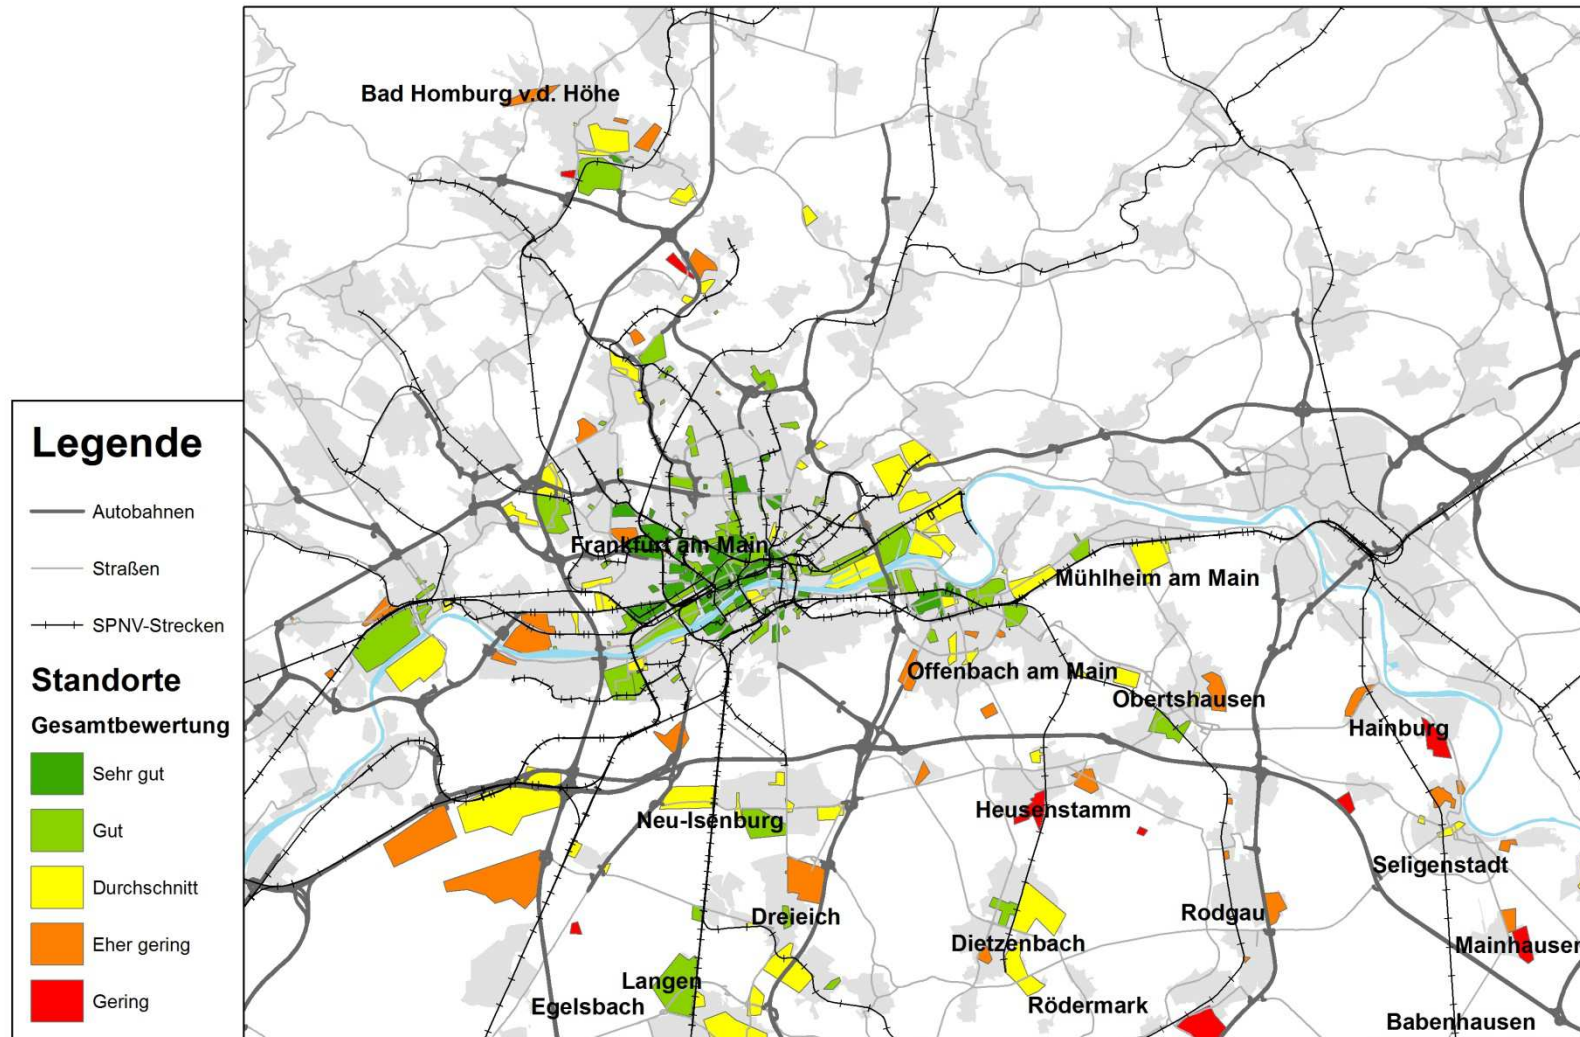 Bad Homburg v.d. Höhe
Legende
Autobahnen
Straßen
SPNV-Strecken
Standorte
Gesamtbewertung
Sehr gut
Gut
Durchschnitt
Eher gering
Gering
Frankfurt am Main
Mühlheim am Main
Offenbach am Main
Obertshausen
Hainburg
Neu-Isenburg
Heusenstamm
Seligenstadt
Dreieich
Rodgau
Dietzenbach
Mainhausen
Langen
Egelsbach
Rödermark
Babenhausen